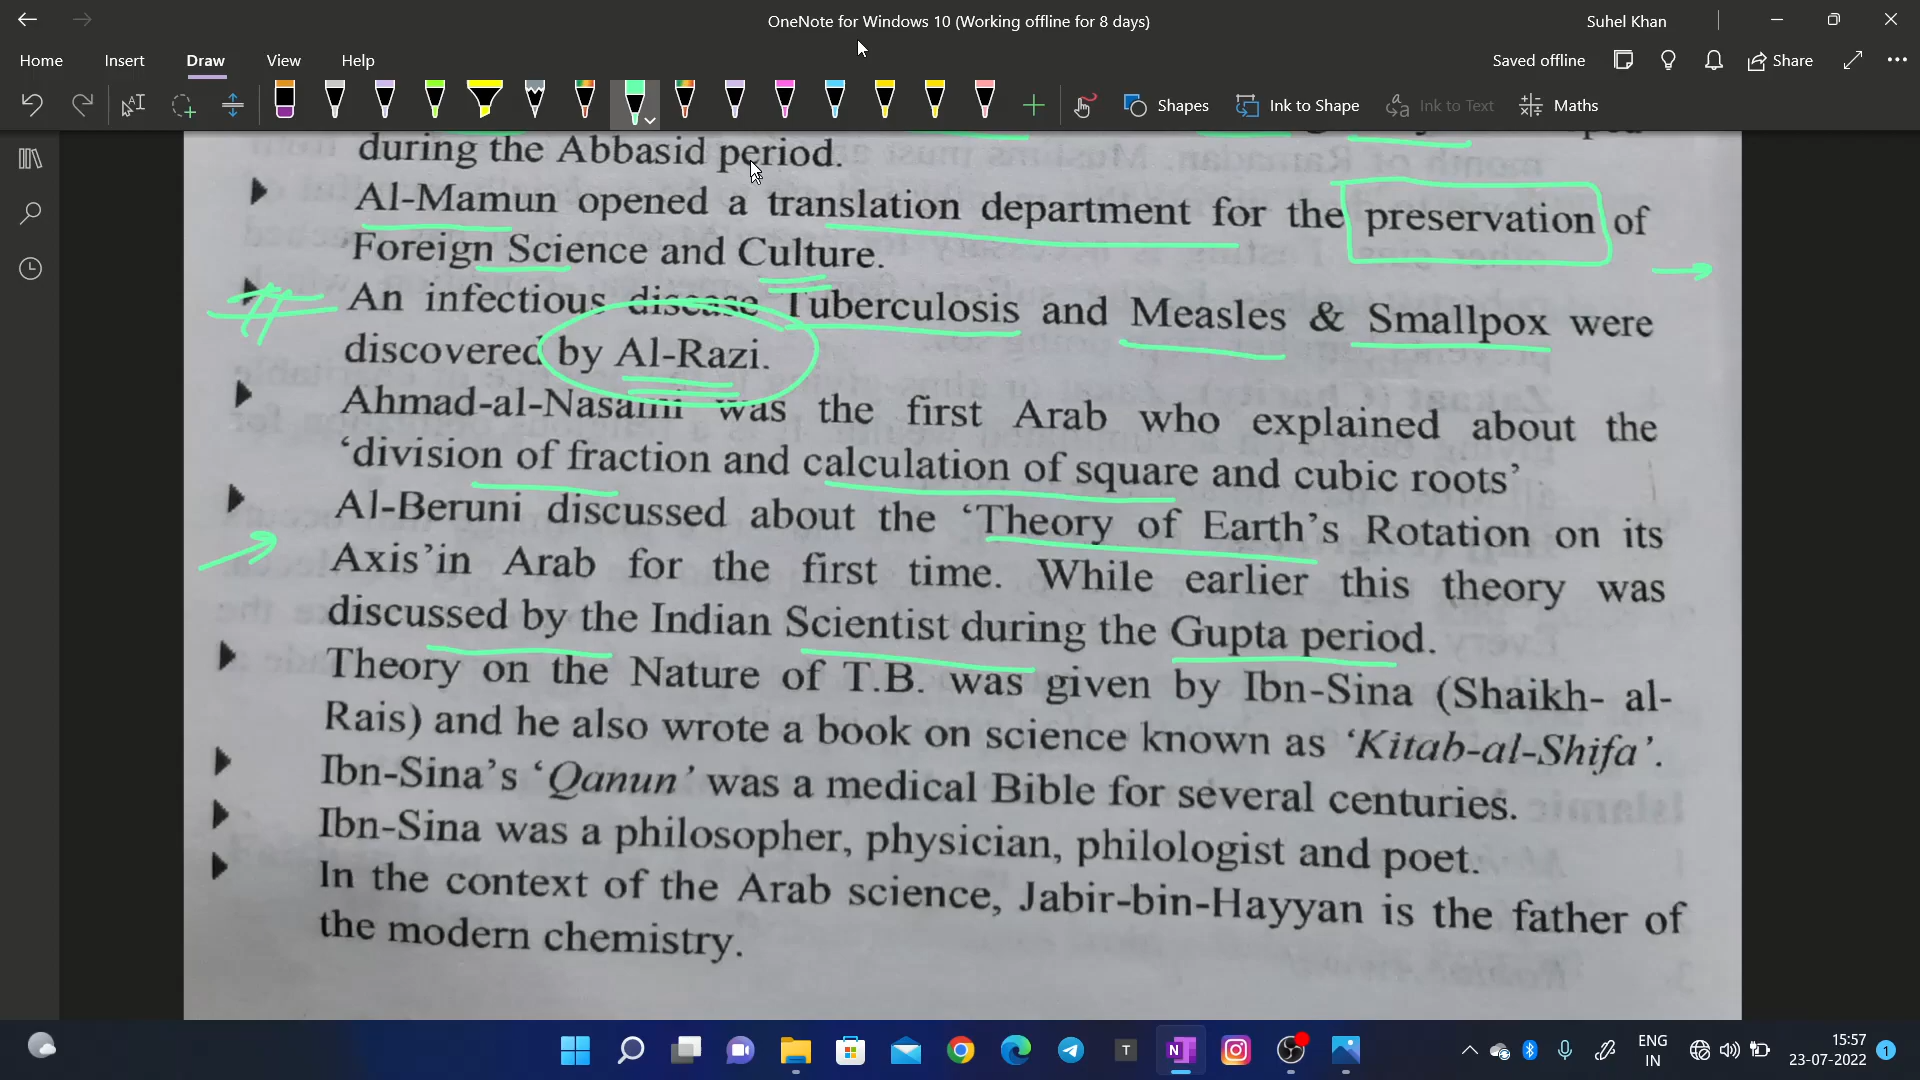 OneNote for Windows 10 (Working offline for 8 days)
Suhel Khan
Home Insert Draw View Help
Saved offline
Share
Shapes
Ink to Shape
Ink to Text
Maths
during the Abbasid period.
Al-Mamun opened a translation department for the preservation of
Foreign Science and Culture.
An infectious disease Tuberculosis and Measles & Smallpox were
discovered by Al-Razi.
Ahmad-al-Nasami was the first Arab who explained about the
‘division of fraction and calculation of square and cubic roots’
Al-Beruni discussed about the ‘Theory of Earth’s Rotation on its
Axis’in Arab for the first time. While earlier this theory was
discussed by the Indian Scientist during the Gupta period.
Theory on the Nature of T.B. was given by Ibn-Sina (Shaikh- al-
Rais) and he also wrote a book on science known as ‘Kitab-al-Shifa’.
Ibn-Sina’s ‘Qanun’ was a medical Bible for several centuries.
Ibn-Sina was a philosopher, physician, philologist and poet.
In the context of the Arab science, Jabir-bin-Hayyan is the father of
the modern chemistry.
ENG
IN
15:57
23-07-2022
1